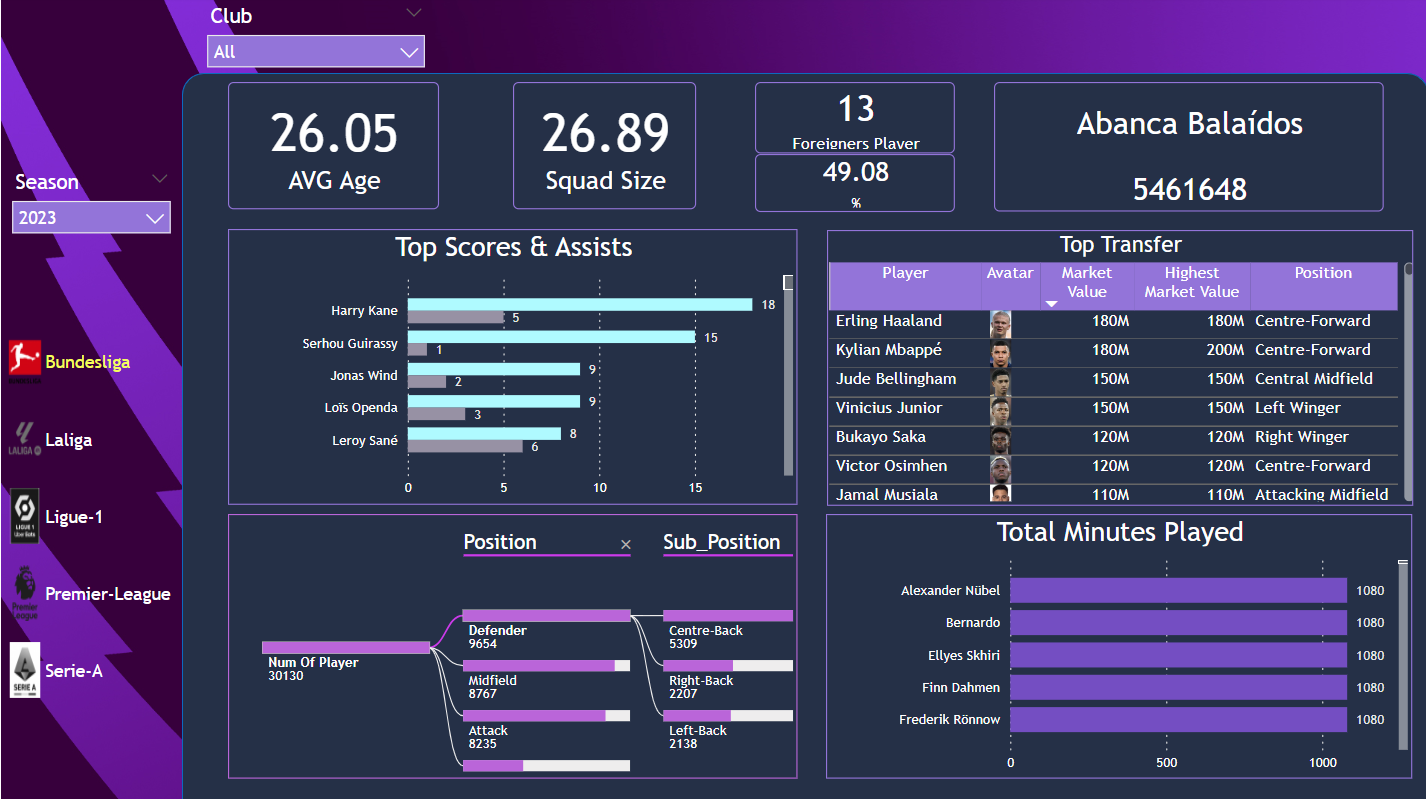 Club
All
Season
2023
Bundesliga
LALIGA
Laliga
LIGUE 1
Uber Eats
Ligue-1
Premier
League
Premier-League
SERIE A
Serie-A
26.05
AVG Age
26.89
Squad Size
13
Foreigners Player
49.08
%
Abanca Balaídos
5461648
Top Scores & Assists
Harry Kane 18
5
Serhou Guirassy 15
1
Jonas Wind 9
2
Loïs Openda 9
3
Leroy Sané 8
6
0 5 10 15
Top Transfer
Player Avatar Market Value Highest Market Value Position
Erling Haaland 180M 180M Centre-Forward
Kylian Mbappé 180M 200M Centre-Forward
Jude Bellingham 150M 150M Central Midfield
Vinicius Junior 150M 150M Left Winger
Bukayo Saka 120M 120M Right Winger
Victor Osimhen 120M 120M Centre-Forward
Jamal Musiala 110M 110M Attacking Midfield
Position × Sub_Position
Num Of Player
30130
Defender
9654
Midfield
8767
Attack
8235
Centre-Back
5309
Right-Back
2207
Left-Back
2138
Total Minutes Played
Alexander Nübel 1080
Bernardo 1080
Ellyes Skhiri 1080
Finn Dahmen 1080
Frederik Rönnow 1080
0 500 1000